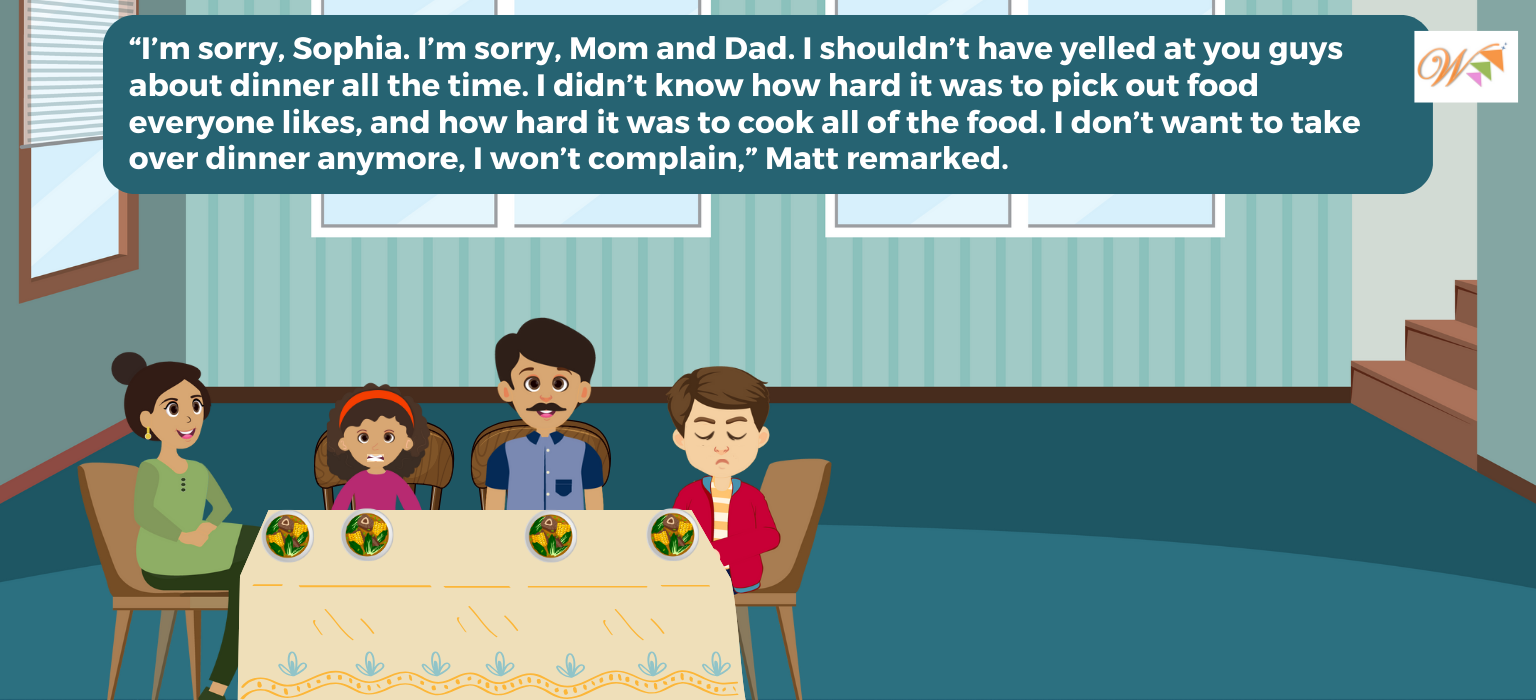 “I’m sorry, Sophia. I’m sorry, Mom and Dad. I shouldn’t have yelled at you guys
about dinner all the time. I didn’t know how hard it was to pick out food
everyone likes, and how hard it was to cook all of the food. I don’t want to take
over dinner anymore, I won’t complain,” Matt remarked.
W